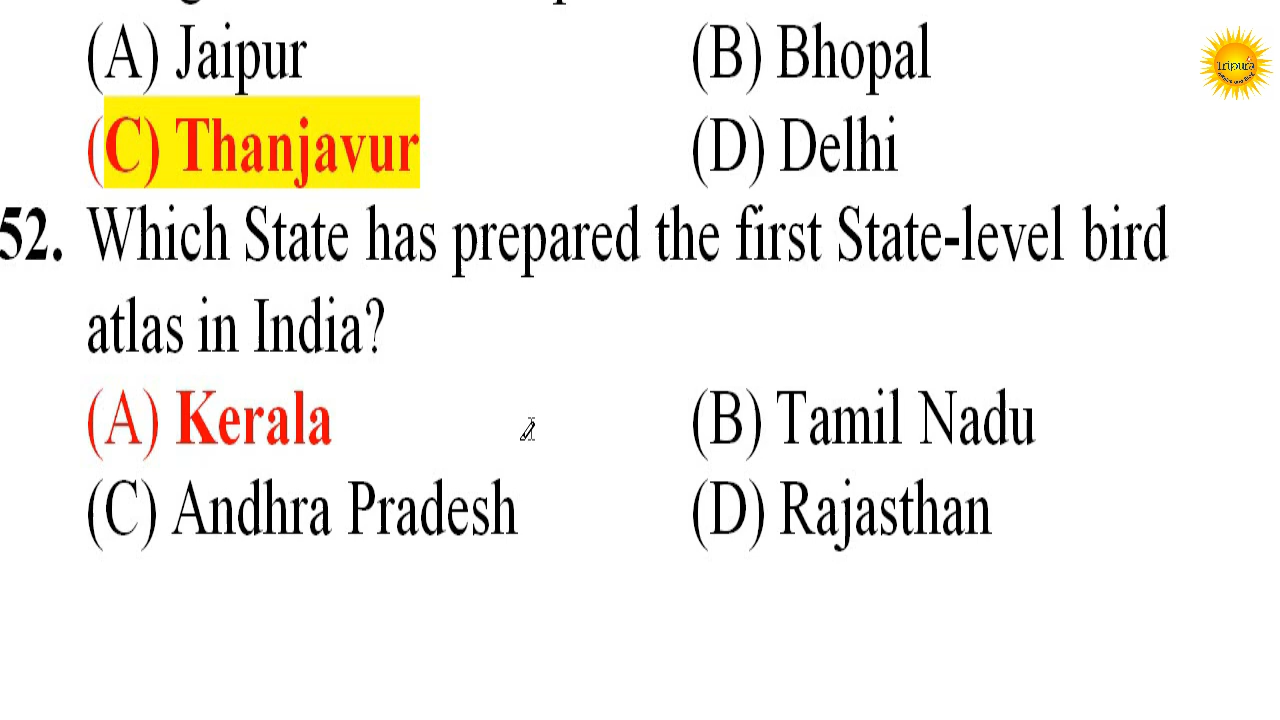 (A) Jaipur (B) Bhopal
(C) Thanjavur (D) Delhi
52. Which State has prepared the first State-level bird
atlas in India?
(A) Kerala (B) Tamil Nadu
(C) Andhra Pradesh (D) Rajasthan
Tripura